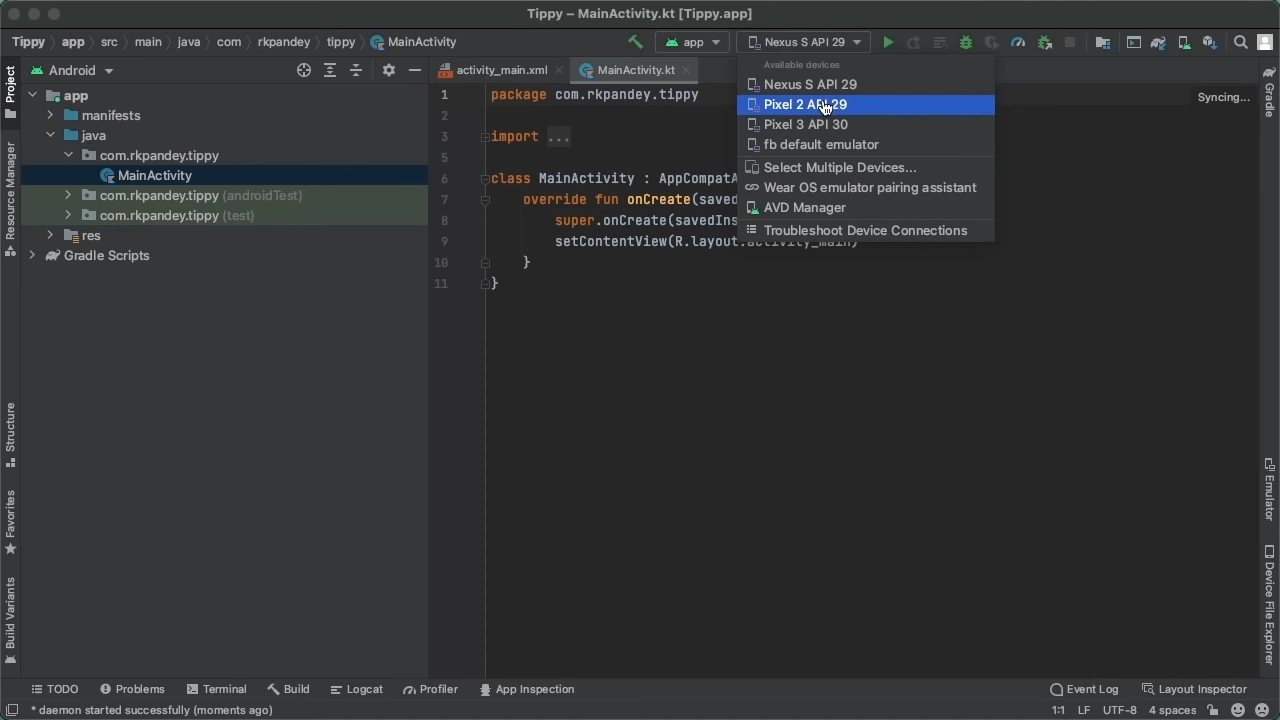 Tippy – MainActivity.kt [Tippy.app]
Tippy app src main java com rkpandey tippy MainActivity app Nexus S API 29
Project
Resource Manager
Structure
Favorites
Build Variants
Android
app
manifests
java
com.rkpandey.tippy
MainActivity
com.rkpandey.tippy (androidTest)
com.rkpandey.tippy (test)
res
Gradle Scripts
activity_main.xml MainActivity.kt
1 package com.rkpandey.tippy
2
3 import ...
5
6 class MainActivity : AppCompatA
7 override fun onCreate(saved
8 super.onCreate(savedIns
9 setContentView(R.layout.activity_main)
10 }
11 }
Available devices
Nexus S API 29
Pixel 2 API 29
Pixel 3 API 30
fb default emulator
Select Multiple Devices...
Wear OS emulator pairing assistant
AVD Manager
Troubleshoot Device Connections
Syncing...
Gradle
Emulator
Device File Explorer
TODO Problems Terminal Build Logcat Profiler App Inspection Event Log Layout Inspector
* daemon started successfully (moments ago) 1:1 LF UTF-8 4 spaces